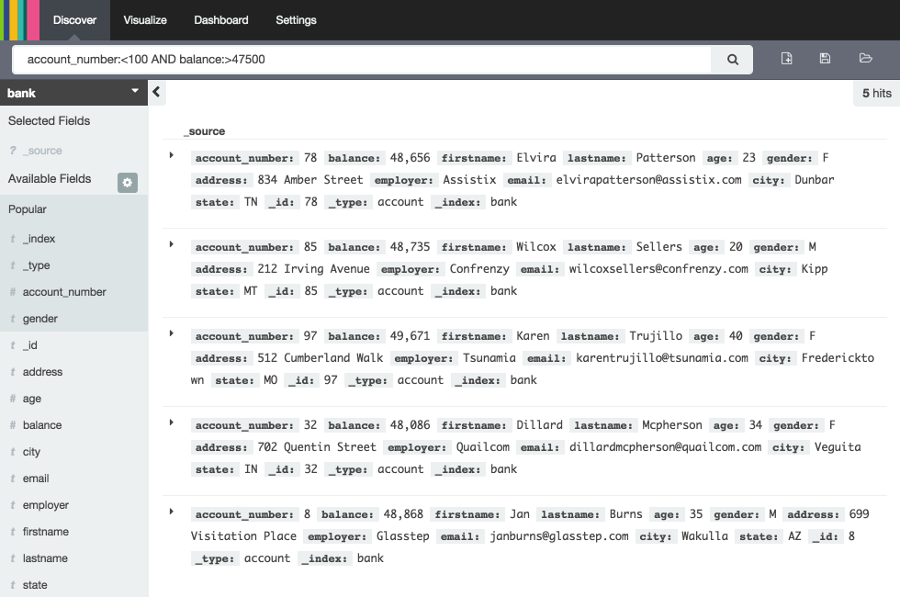 Discover Visualize Dashboard Settings
account_number:<100 AND balance:>47500
bank
5 hits
Selected Fields
? _source
Available Fields
Popular
t _index
t _type
# account_number
t gender
t _id
t address
# age
# balance
t city
t email
t employer
t firstname
t lastname
t state
_source
account_number: 78 balance: 48,656 firstname: Elvira lastname: Patterson age: 23 gender: F
address: 834 Amber Street employer: Assistix email: elvirapatterson@assistix.com city: Dunbar
state: TN _id: 78 _type: account _index: bank
account_number: 85 balance: 48,735 firstname: Wilcox lastname: Sellers age: 20 gender: M
address: 212 Irving Avenue employer: Confrenzy email: wilcoxsellers@confrenzy.com city: Kipp
state: MT _id: 85 _type: account _index: bank
account_number: 97 balance: 49,671 firstname: Karen lastname: Trujillo age: 40 gender: F
address: 512 Cumberland Walk employer: Tsunamia email: karentrujillo@tsunamia.com city: Frederickto
wn state: MO _id: 97 _type: account _index: bank
account_number: 32 balance: 48,086 firstname: Dillard lastname: Mcpherson age: 34 gender: F
address: 702 Quentin Street employer: Quailcom email: dillardmcpherson@quailcom.com city: Veguita
state: IN _id: 32 _type: account _index: bank
account_number: 8 balance: 48,868 firstname: Jan lastname: Burns age: 35 gender: M address: 699
Visitation Place employer: Glasstep email: janburns@glasstep.com city: Wakulla state: AZ _id: 8
_type: account _index: bank